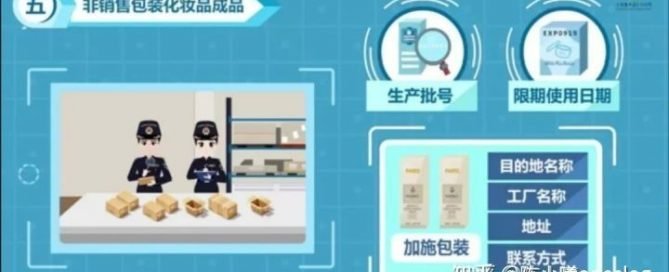 五
非销售包装化妆品成品
EXP0919
生产批号
限期使用日期
目的地名称
工厂名称
地址
联系方式
加施包装